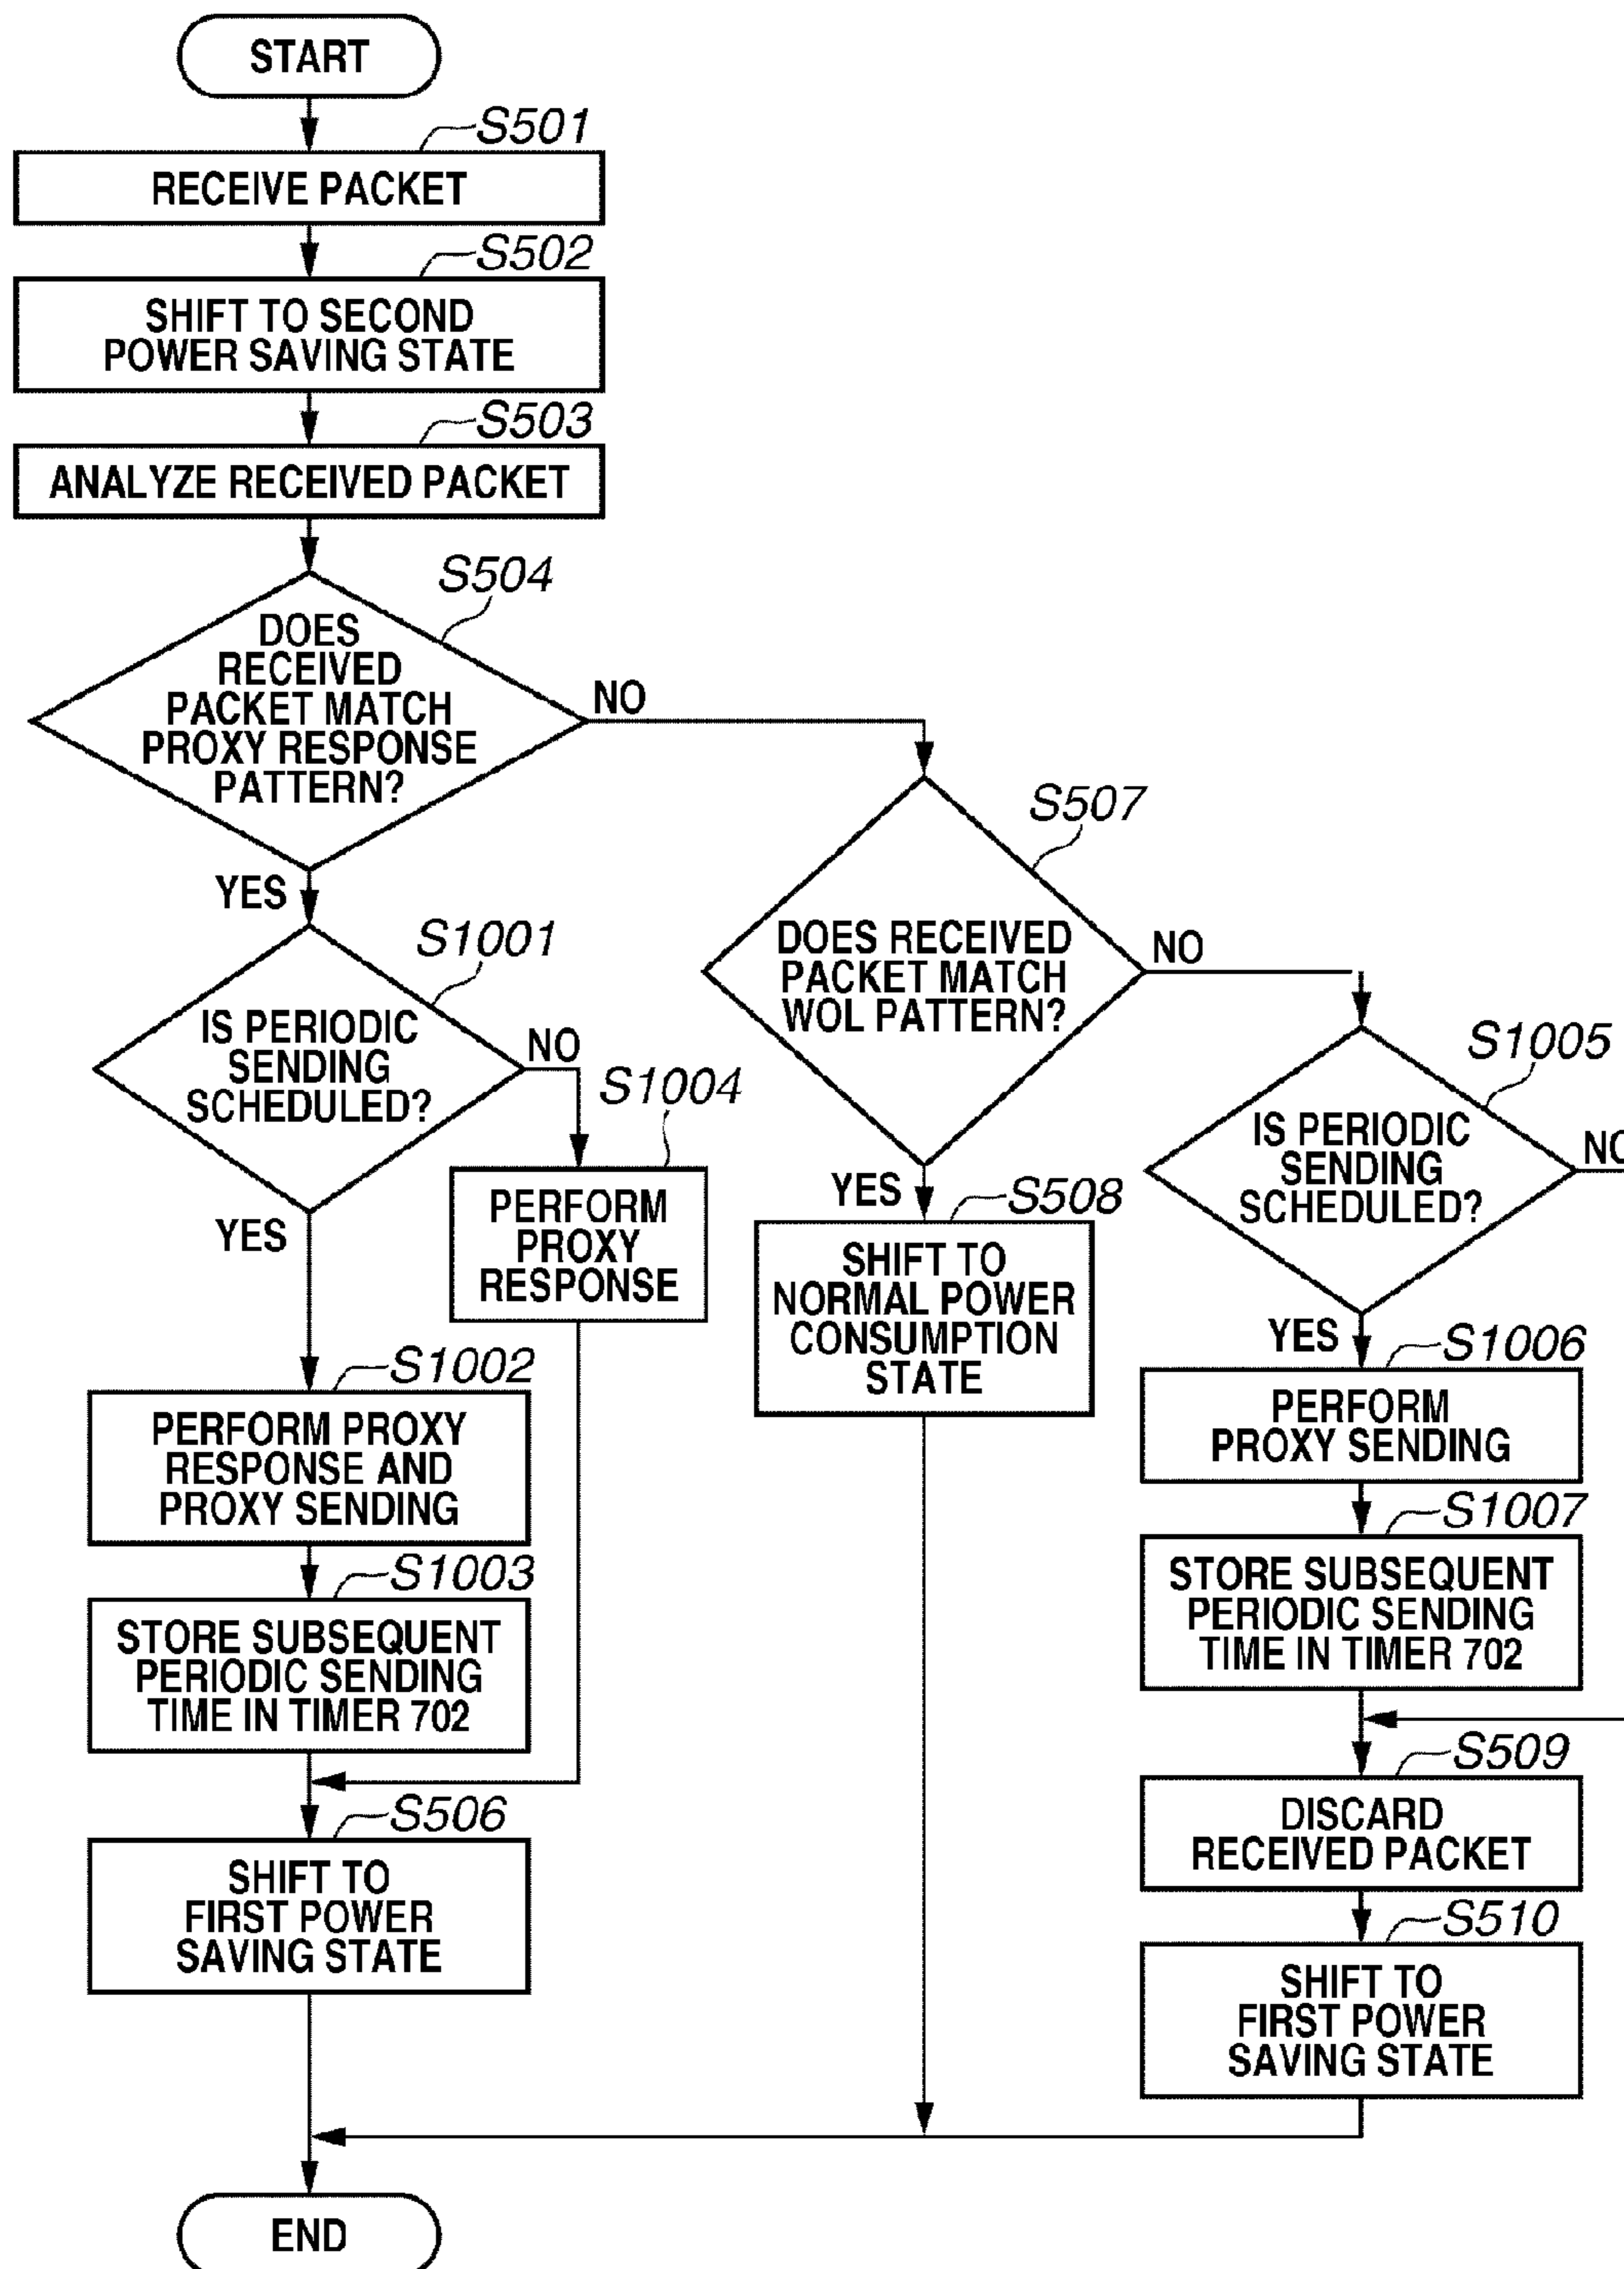 START
S501
RECEIVE PACKET
S502
SHIFT TO SECOND
POWER SAVING STATE
S503
ANALYZE RECEIVED PACKET
S504
DOES
RECEIVED
PACKET MATCH
PROXY RESPONSE
PATTERN?
NO
YES
S1001
IS PERIODIC
SENDING
SCHEDULED?
NO
YES
S1004
PERFORM
PROXY
RESPONSE
S1002
PERFORM PROXY
RESPONSE AND
PROXY SENDING
S1003
STORE SUBSEQUENT
PERIODIC SENDING
TIME IN TIMER 702
S506
SHIFT TO
FIRST POWER
SAVING STATE
S507
DOES RECEIVED
PACKET MATCH
WOL PATTERN?
NO
YES
S508
SHIFT TO
NORMAL POWER
CONSUMPTION
STATE
S1005
IS PERIODIC
SENDING
SCHEDULED?
NO
YES
S1006
PERFORM
PROXY SENDING
S1007
STORE SUBSEQUENT
PERIODIC SENDING
TIME IN TIMER 702
S509
DISCARD
RECEIVED PACKET
S510
SHIFT TO
FIRST POWER
SAVING STATE
END